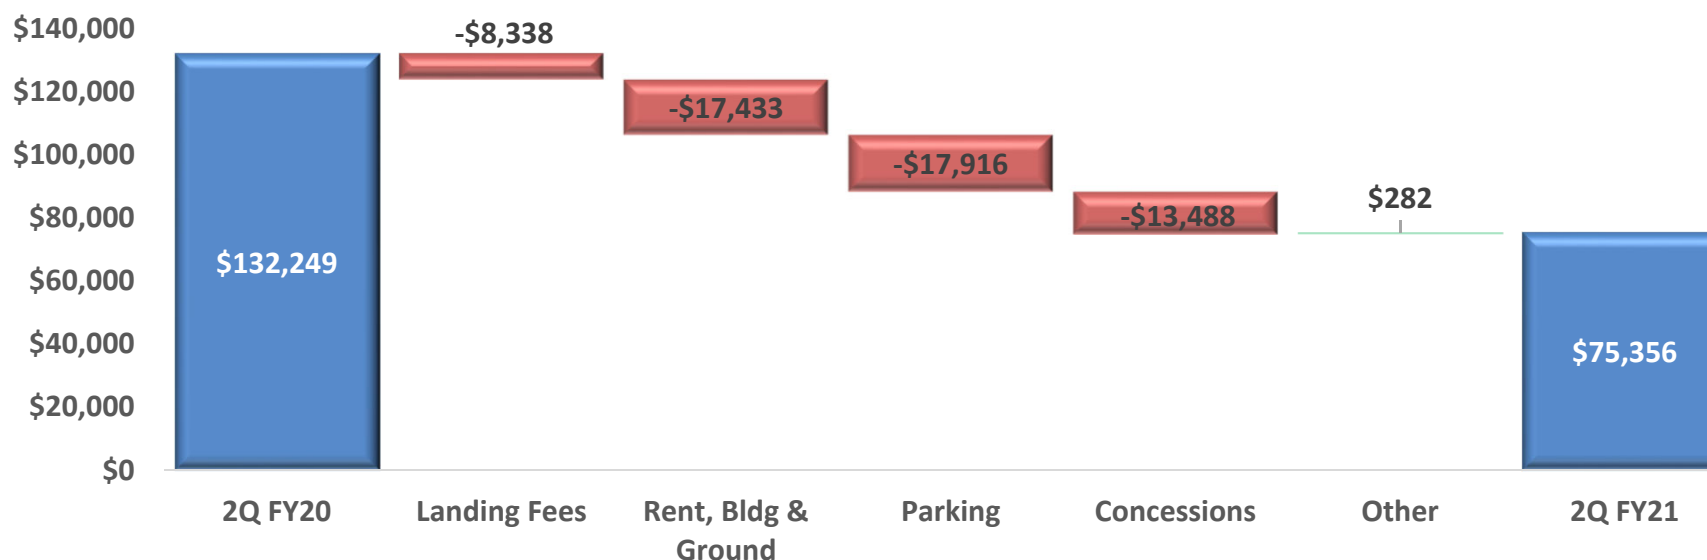 $140,000
$120,000
$100,000
$80,000
$60,000
$40,000
$20,000
$0
$132,249
-$8,338
-$17,433
-$17,916
-$13,488
$282
$75,356
2Q FY20
Landing Fees
Rent, Bldg &
Ground
Parking
Concessions
Other
2Q FY21